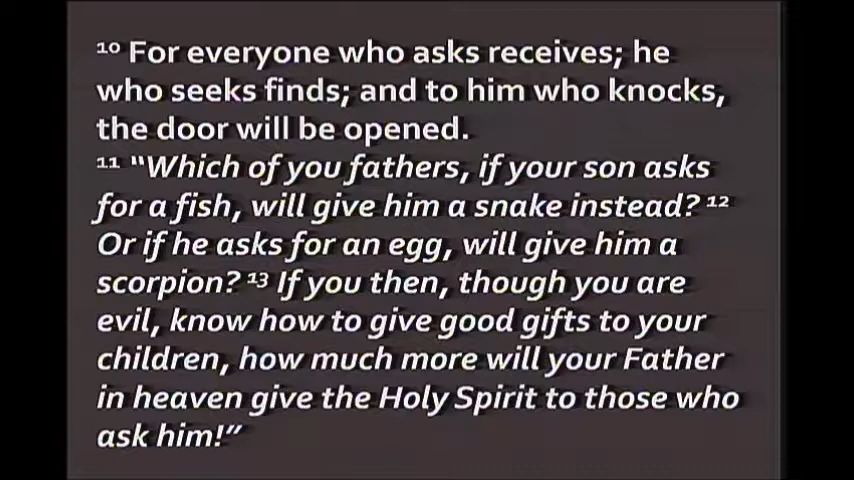 ¹⁰ For everyone who asks receives; he
who seeks finds; and to him who knocks,
the door will be opened.
¹¹ “Which of you fathers, if your son asks
for a fish, will give him a snake instead? ¹²
Or if he asks for an egg, will give him a
scorpion? ¹³ If you then, though you are
evil, know how to give good gifts to your
children, how much more will your Father
in heaven give the Holy Spirit to those who
ask him!”